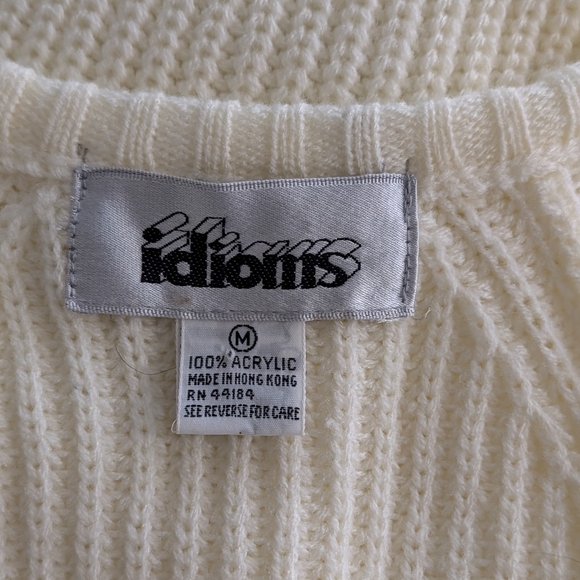 idioms
M
100% ACRYLIC
MADE IN HONG KONG
RN 44184
SEE REVERSE FOR CARE